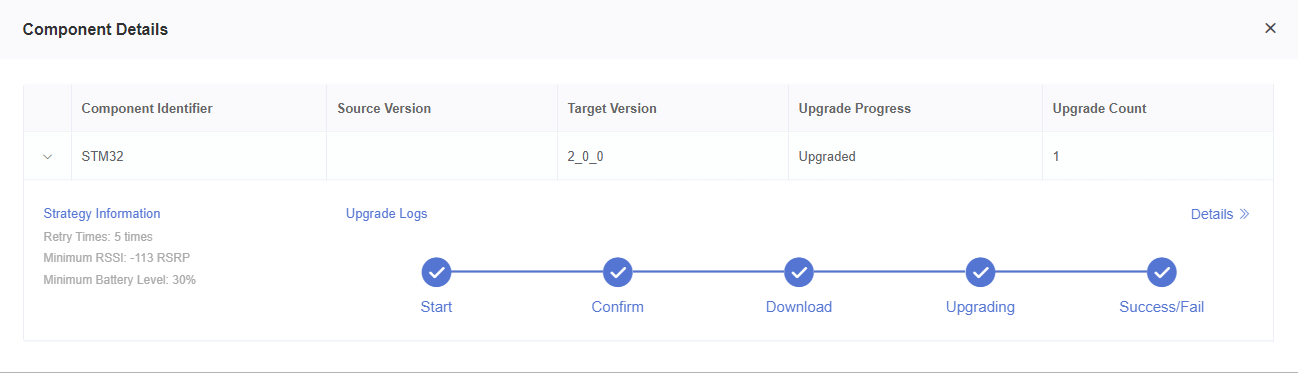 Component Details
Component Identifier Source Version Target Version Upgrade Progress Upgrade Count
STM32 2_0_0 Upgraded 1
Strategy Information Upgrade Logs Details
Retry Times: 5 times
Minimum RSSI: -113 RSRP
Minimum Battery Level: 30%
Start Confirm Download Upgrading Success/Fail